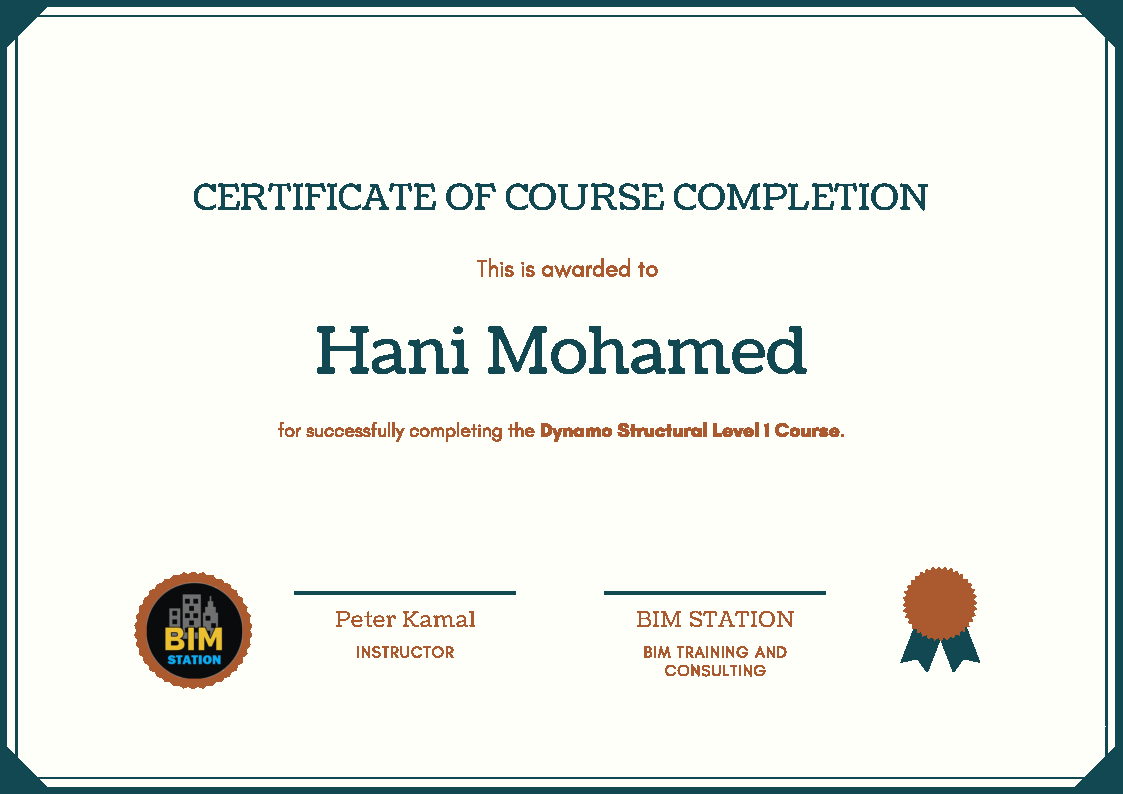 CERTIFICATE OF COURSE COMPLETION
This is awarded to
Hani Mohamed
for successfully completing the Dynamo Structural Level 1 Course.
BIM
STATION
Peter Kamal
INSTRUCTOR
BIM STATION
BIM TRAINING AND
CONSULTING